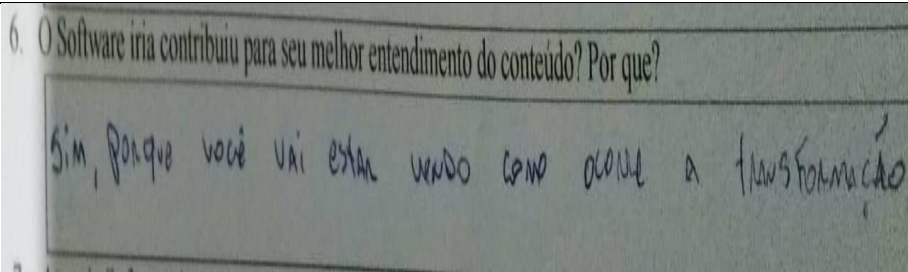 6. O Software iria contribuiu para seu melhor entendimento do conteúdo? Por que?
Sim, porque você vai estar vendo como ocorre a transformação